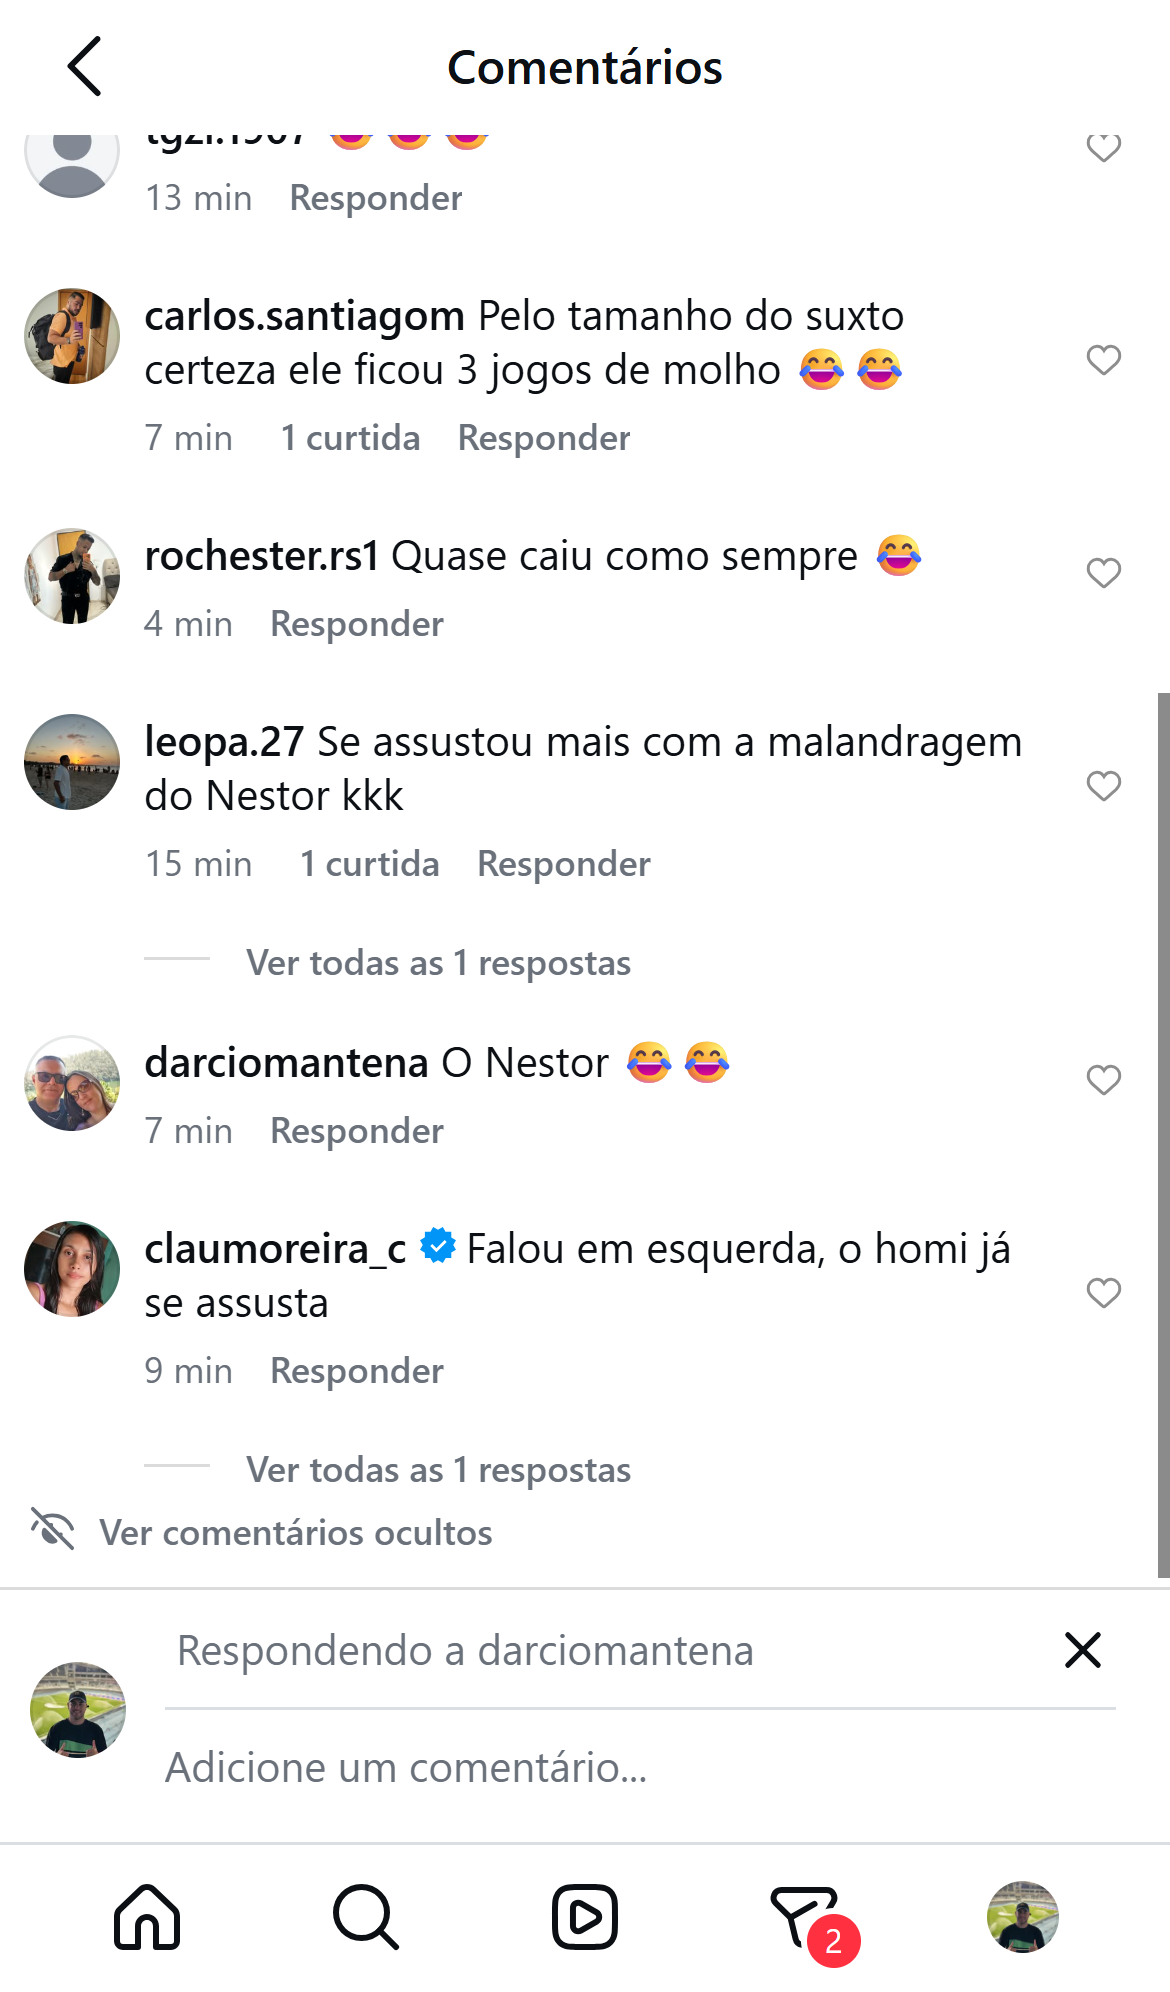 Comentários
13 min Responder
carlos.santiagom Pelo tamanho do suxto
certeza ele ficou 3 jogos de molho 😂😂
7 min 1 curtida Responder
rochester.rs1 Quase caiu como sempre 😂
4 min Responder
leopa.27 Se assustou mais com a malandragem
do Nestor kkk
15 min 1 curtida Responder
Ver todas as 1 respostas
darciomantena O Nestor 😂😂
7 min Responder
claumoreira_c Falou em esquerda, o homi já
se assusta
9 min Responder
Ver todas as 1 respostas
Ver comentários ocultos
Respondendo a darciomantena
Adicione um comentário...
2